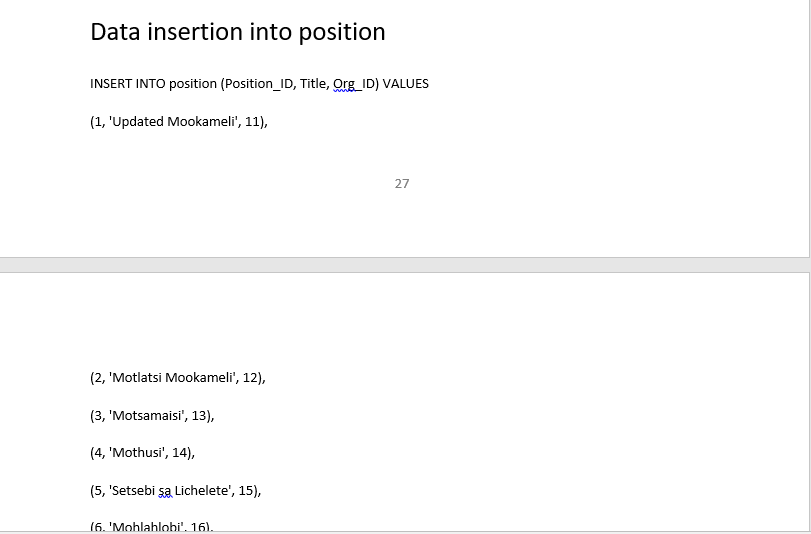 Data insertion into position
INSERT INTO position (Position_ID, Title, Org_ID) VALUES
(1, 'Updated Mookameli', 11),
27
(2, 'Motlatsi Mookameli', 12),
(3, 'Motsamaisi', 13),
(4, 'Mothusi', 14),
(5, 'Setsebi sa Lichelete', 15),
(6, 'Mohlahlobi', 16),